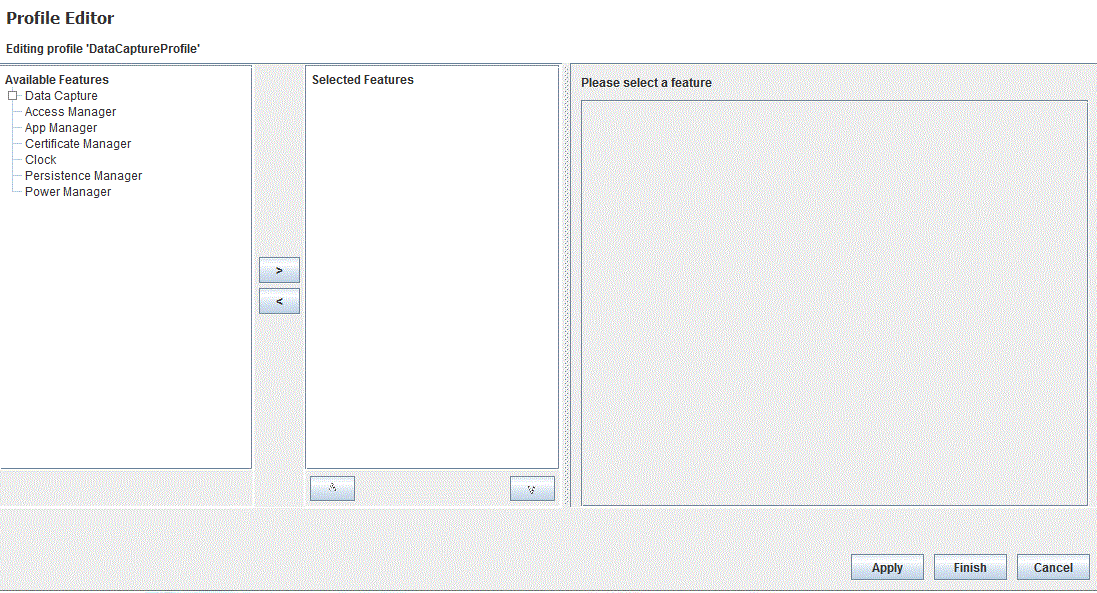 Profile Editor
Editing profile 'DataCaptureProfile'
Available Features
Data Capture
Access Manager
App Manager
Certificate Manager
Clock
Persistence Manager
Power Manager
>
<
Selected Features
^
v
Please select a feature
Apply
Finish
Cancel